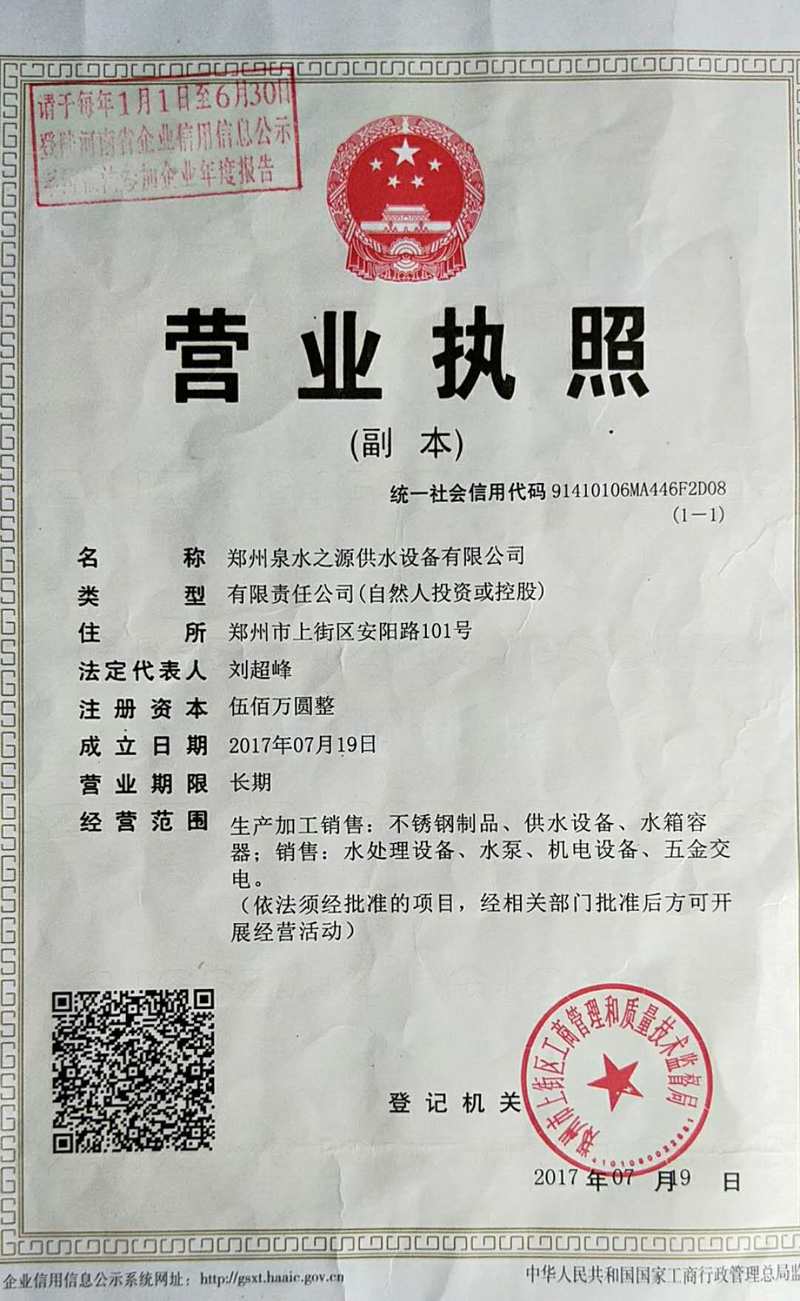 请于每年1月1日至6月30日
登陆河南省企业信用信息公示
企业年度报告
营业执照
(副 本)
统一社会信用代码 91410106MA446F2D08
(1-1)
名 称 郑州泉水之源供水设备有限公司
类 型 有限责任公司(自然人投资或控股)
住 所 郑州市上街区安阳路101号
法定代表人 刘超峰
注册资本 伍佰万圆整
成立日期 2017年07月19日
营业期限 长期
经营范围 生产加工销售：不锈钢制品、供水设备、水箱容
器；销售：水处理设备、水泵、机电设备、五金交
电。
（依法须经批准的项目，经相关部门批准后方可开
展经营活动）
郑州市上街区工商管理和质量技术监督局
登记机关
2017 年 07 月 19 日
企业信用信息公示系统网址：http://gsxt.haaic.gov.cn
中华人民共和国国家工商行政管理总局监